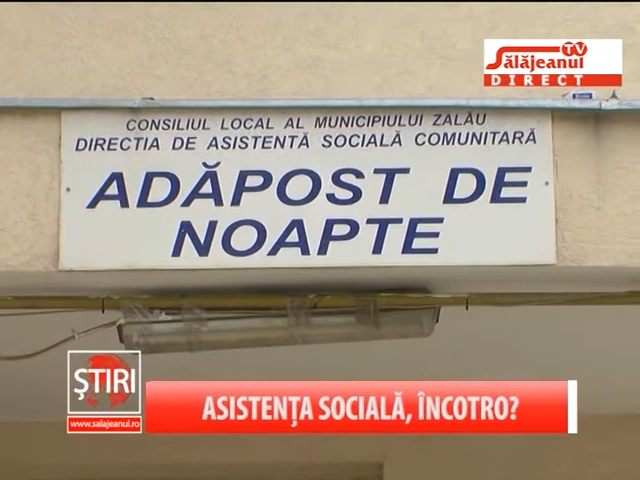 Sălăjeanul TV
DIRECT
CONSILIUL LOCAL AL MUNICIPIULUI ZALĂU
DIRECTIA DE ASISTENTĂ SOCIALĂ COMUNITARĂ
ADĂPOST DE
NOAPTE
ŞTIRI
www.salajeanul.ro
ASISTENȚA SOCIALĂ, ÎNCOTRO?